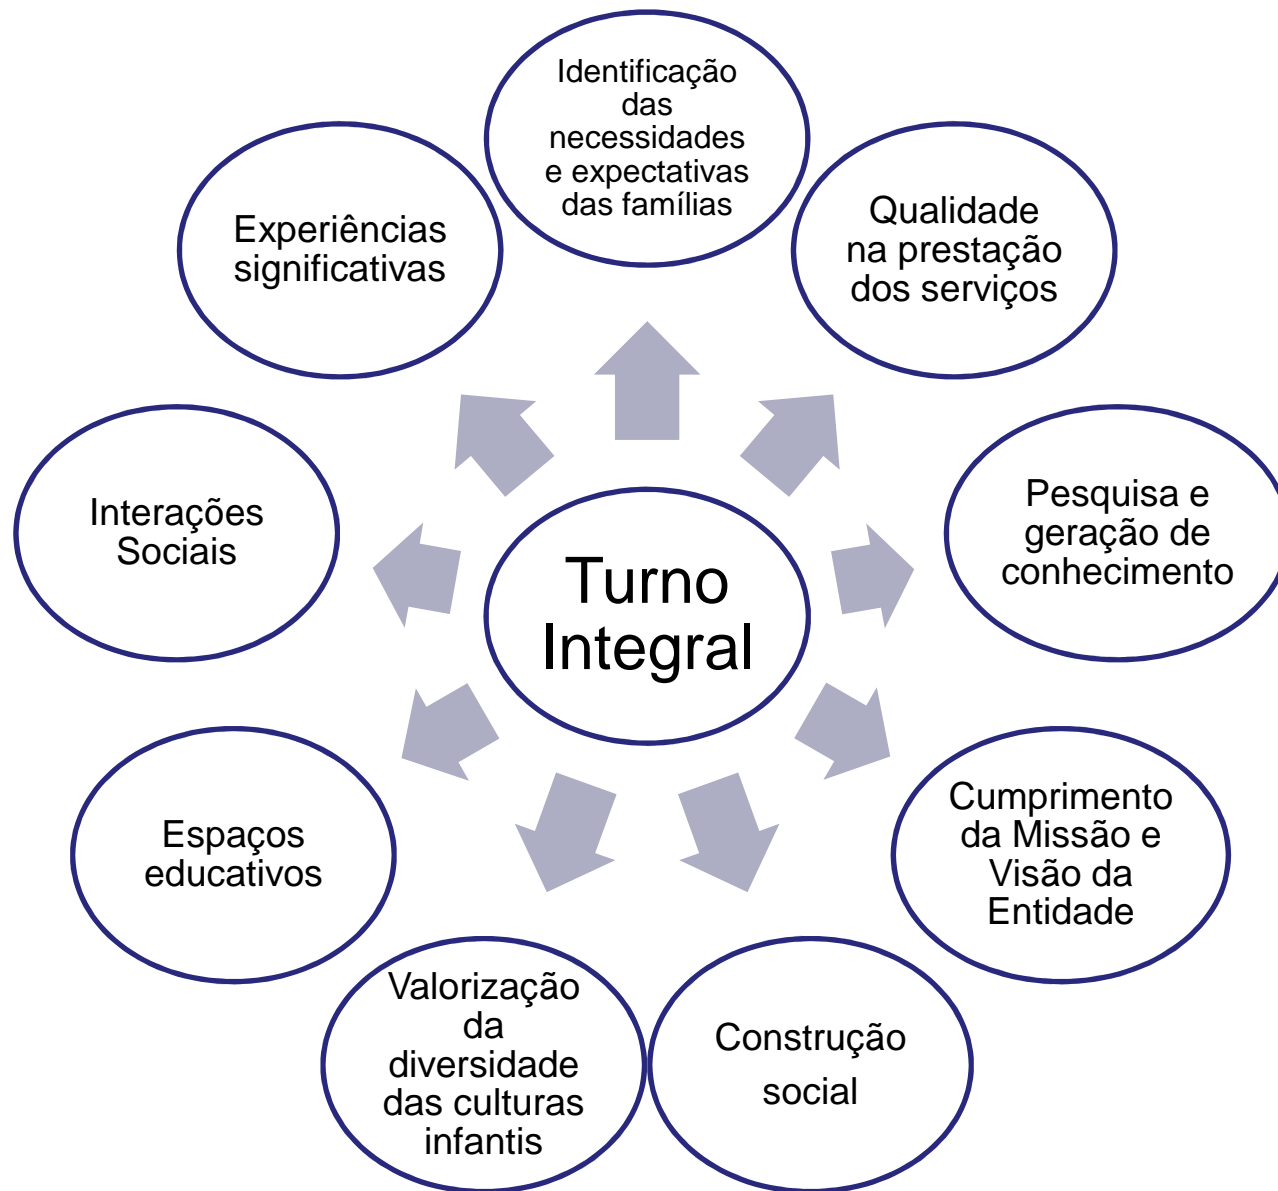 Identificação
das
necessidades
e expectativas
das famílias
Qualidade
na prestação
dos serviços
Pesquisa e
geração de
conhecimento
Cumprimento
da Missão e
Visão da
Entidade
Construção
social
Valorização
da
diversidade
das culturas
infantis
Espaços
educativos
Interações
Sociais
Experiências
significativas
Turno
Integral